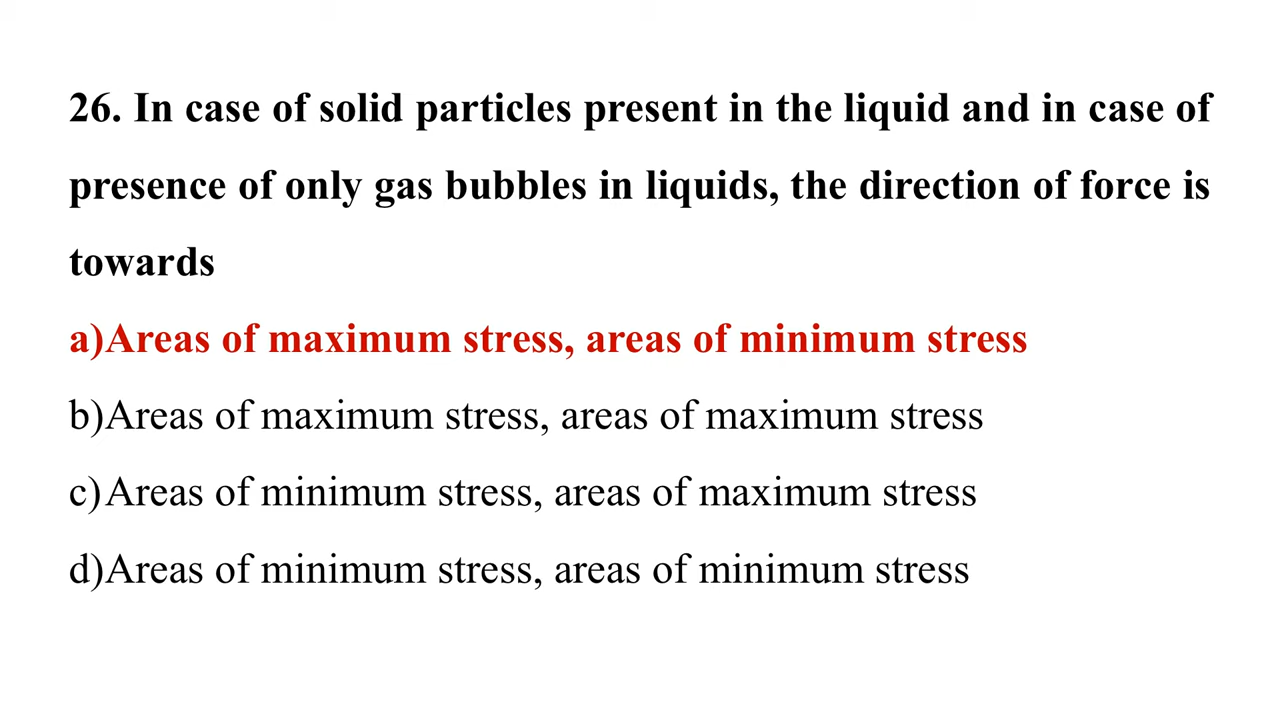 26. In case of solid particles present in the liquid and in case of
presence of only gas bubbles in liquids, the direction of force is
towards
a)Areas of maximum stress, areas of minimum stress
b)Areas of maximum stress, areas of maximum stress
c)Areas of minimum stress, areas of maximum stress
d)Areas of minimum stress, areas of minimum stress